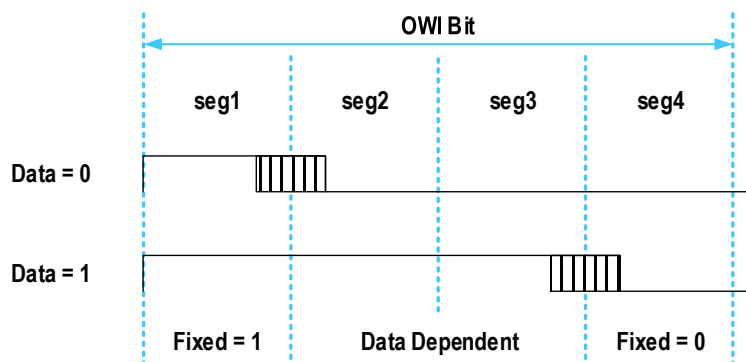 OWI Bit
seg1 seg2 seg3 seg4
Data = 0
Data = 1
Fixed = 1 Data Dependent Fixed = 0